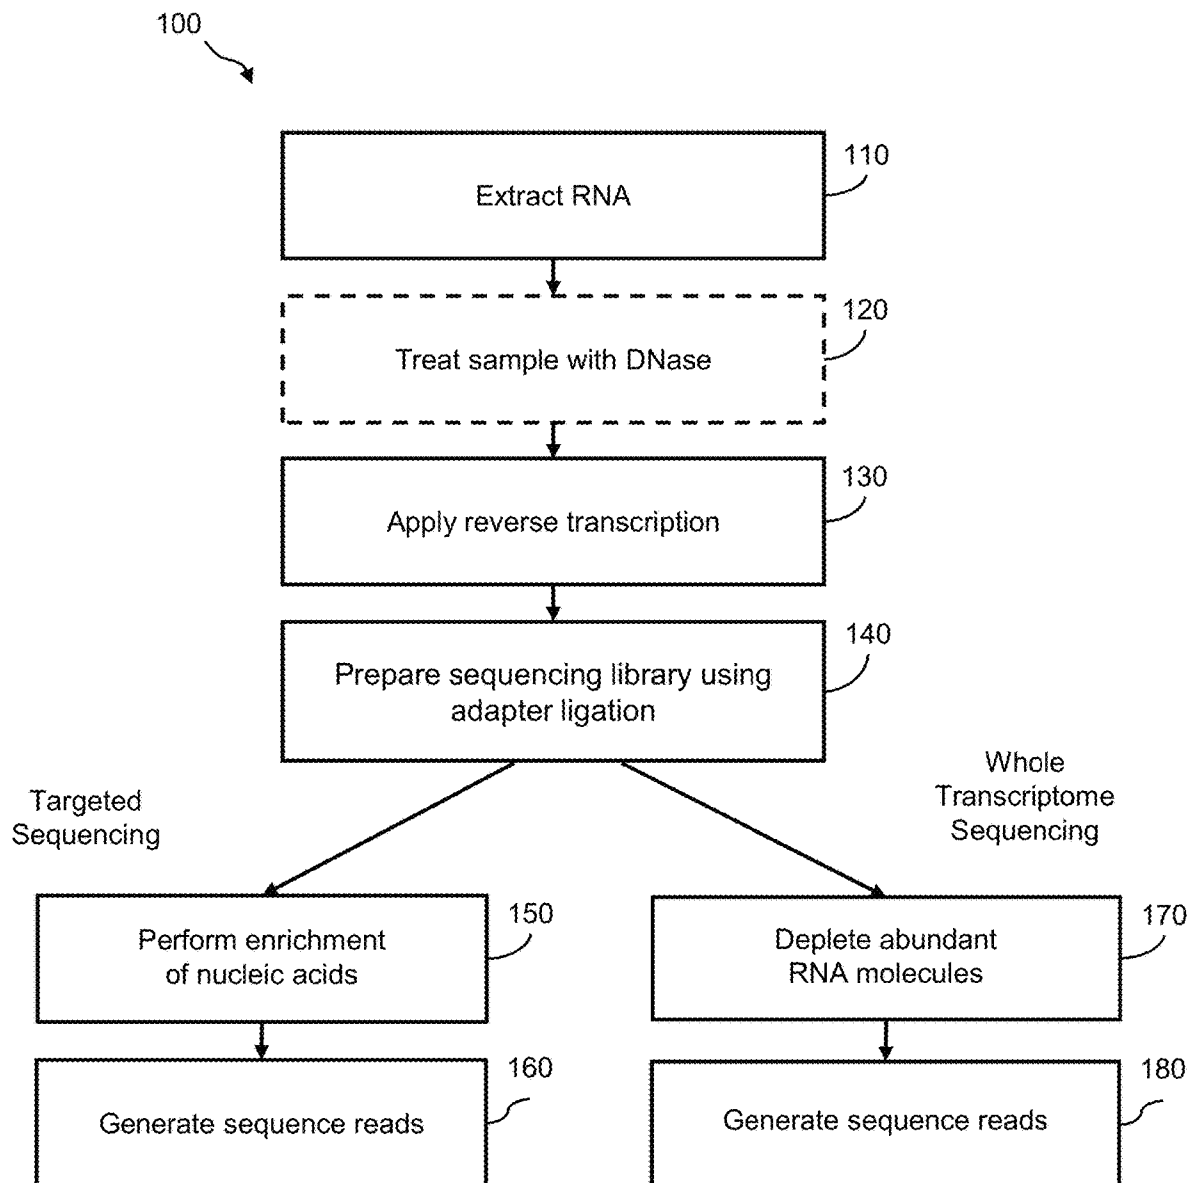 100
110
Extract RNA
120
Treat sample with DNase
130
Apply reverse transcription
140
Prepare sequencing library using
adapter ligation
Targeted
Sequencing
Whole
Transcriptome
Sequencing
150
Perform enrichment
of nucleic acids
170
Deplete abundant
RNA molecules
160
Generate sequence reads
180
Generate sequence reads